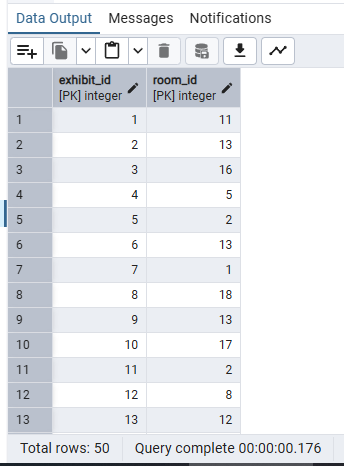 Data Output Messages Notifications
exhibit_id room_id
[PK] integer [PK] integer
1 1 11
2 2 13
3 3 16
4 4 5
5 5 2
6 6 13
7 7 1
8 8 18
9 9 13
10 10 17
11 11 2
12 12 8
13 13 12
Total rows: 50 Query complete 00:00:00.176